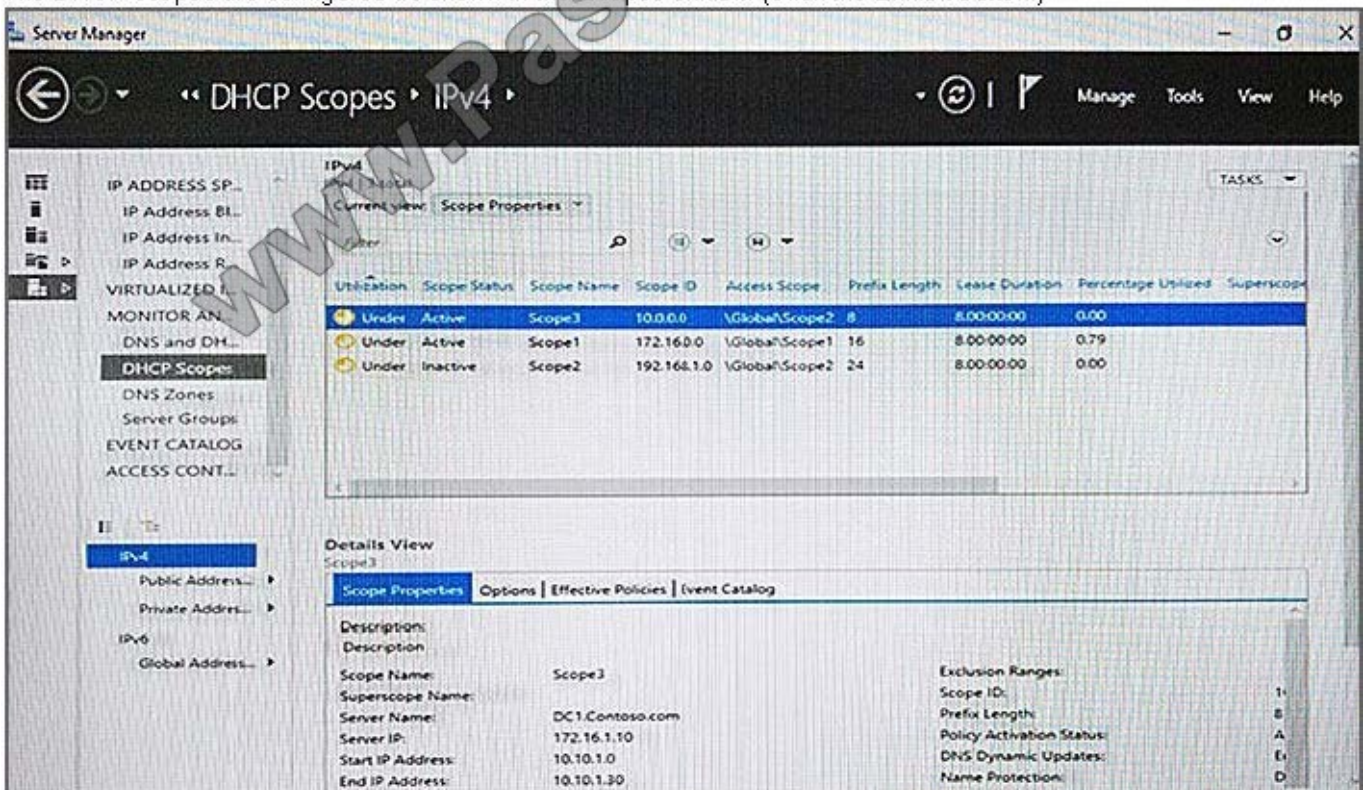 Server Manager
DHCP Scopes • IPv4 •
Manage Tools View Help
www.Pas
IP ADDRESS SP...
IP Address Bl...
IP Address In...
IP Address R...
VIRTUALIZED I...
MONITOR AN...
DNS and DH...
DHCP Scopes
DNS Zones
Server Groups
EVENT CATALOG
ACCESS CONT...
IPv4
Public Address...
Private Addres...
IPv6
Global Address...
IPv4
IPv4 | 3 total
TASKS
Current view: Scope Properties
Filter
Utilization Scope Status Scope Name Scope ID Access Scope Prefix Length Lease Duration Percentage Utilized Superscope
Under Active Scope3 10.0.0.0 \Global\Scope2 8 8.00:00:00 0.00
Under Active Scope1 172.16.0.0 \Global\Scope1 16 8.00:00:00 0.79
Under Inactive Scope2 192.168.1.0 \Global\Scope2 24 8.00:00:00 0.00
Details View
Scope3
Scope Properties Options | Effective Policies | Event Catalog
Description:
Description
Scope Name: Scope3
Superscope Name:
Server Name: DC1.Contoso.com
Server IP: 172.16.1.10
Start IP Address: 10.10.1.0
End IP Address: 10.10.1.30
Exclusion Ranges:
Scope ID: 1
Prefix Length: 8
Policy Activation Status: A
DNS Dynamic Updates: E
Name Protection: D